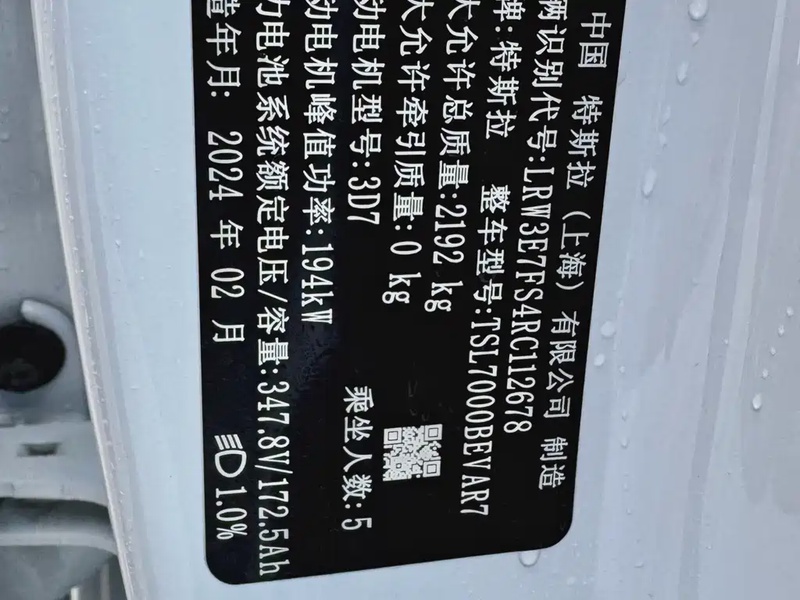 中国 特斯拉 (上海) 有限公司 制造
辆识别代号:LRW3E7FS4RC112678
牌:特斯拉 整车型号:TSL7000BEVAR7
大允许总质量:2192 kg
大允许牵引质量:0 kg
动电机型号:3D7 乘坐人数:5
动电机峰值功率:194kW
力电池系统额定电压/容量:347.8V/172.5Ah
造年月: 2024 年 02 月 1.0%